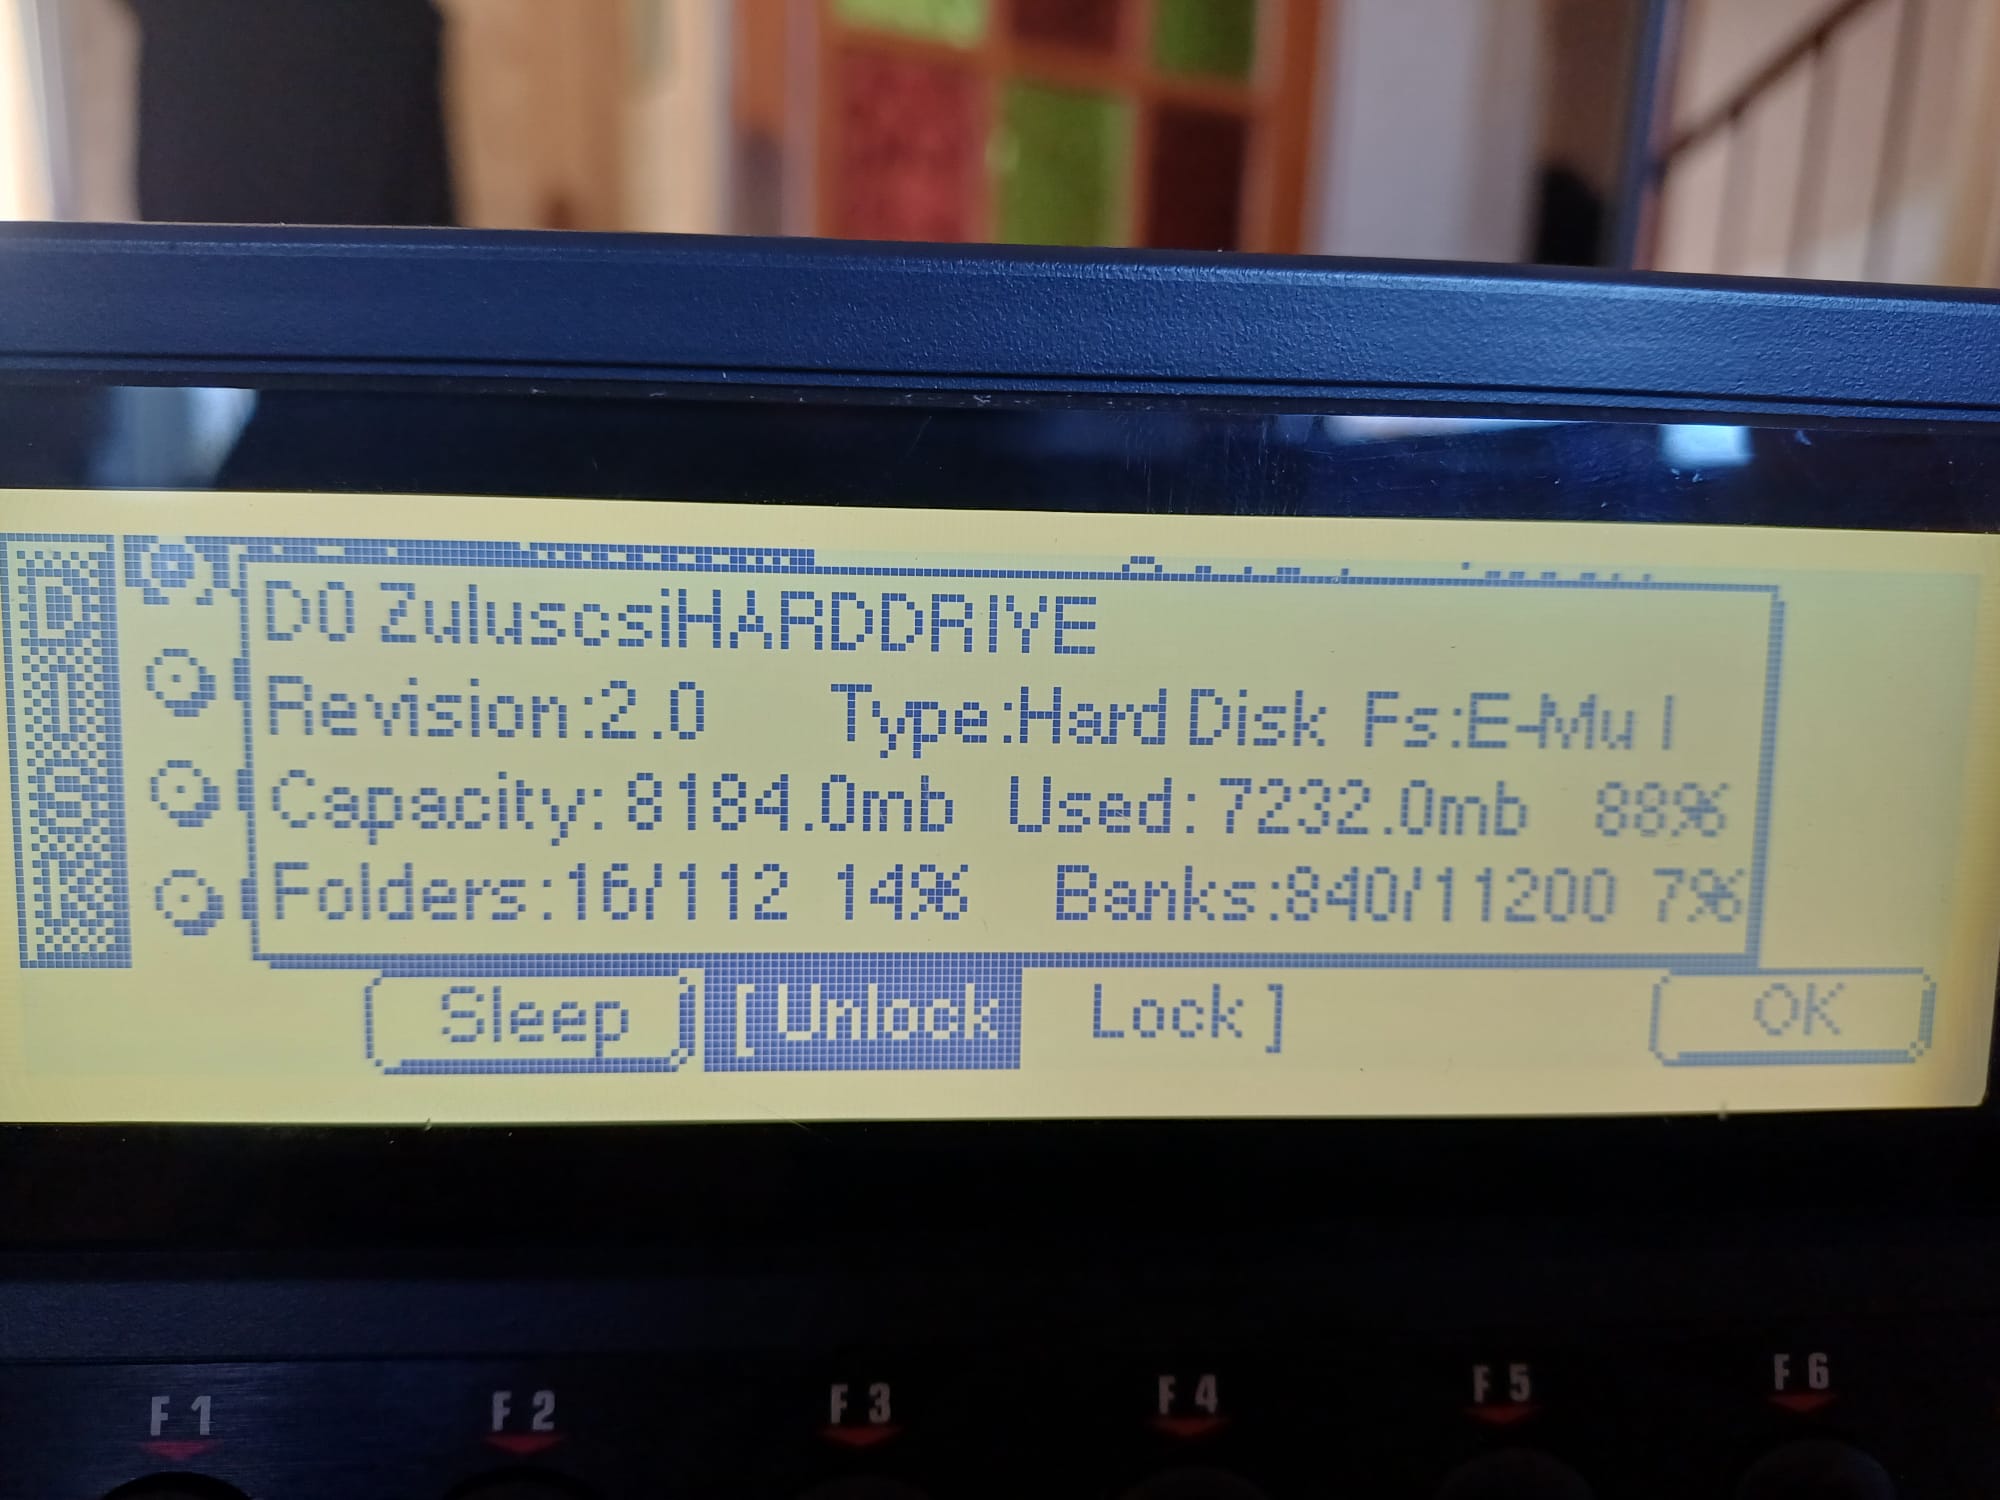 DISK
D0 ZuluscsiHARDDRIVE
Revision:2.0 Type:Hard Disk Fs:E-Mu I
Capacity: 8184.0mb Used: 7232.0mb 88%
Folders:16/112 14% Banks:840/11200 7%
Sleep [ Unlock Lock ] OK
F1 F2 F3 F4 F5 F6